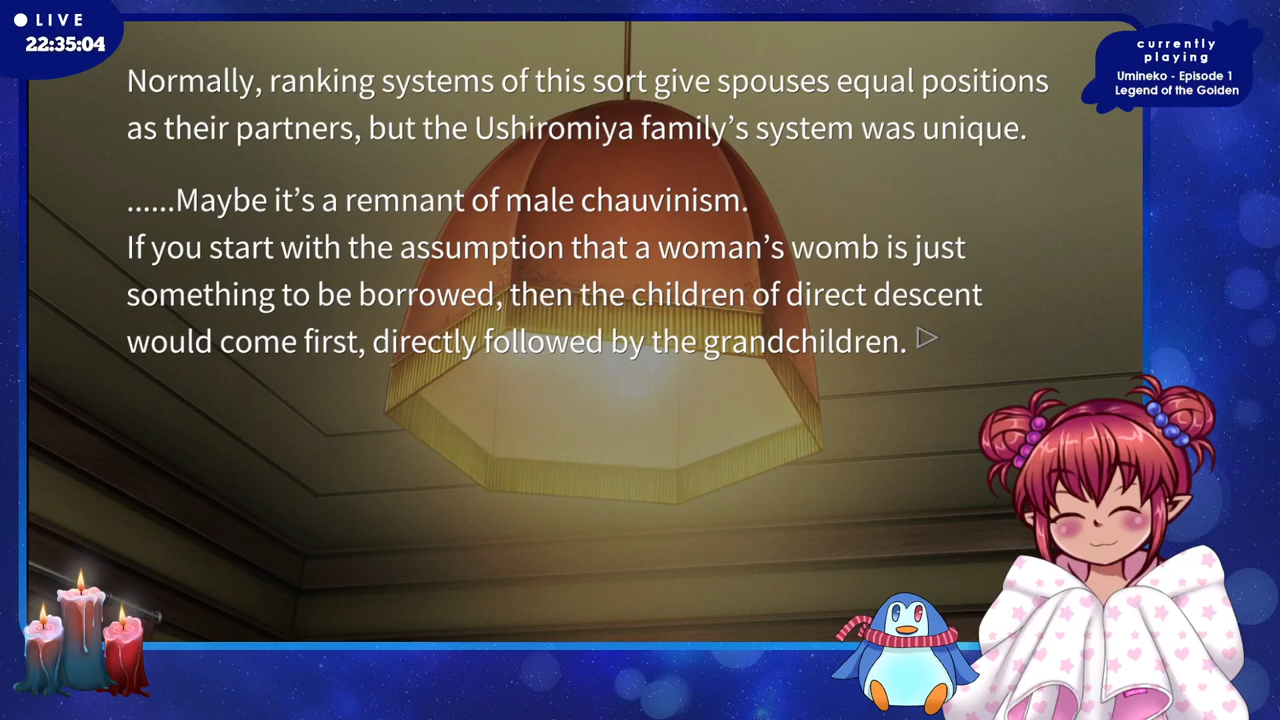 LIVE
22:35:04
currently
playing
Umineko - Episode 1
Legend of the Golden
Normally, ranking systems of this sort give spouses equal positions
as their partners, but the Ushiromiya family’s system was unique.
......Maybe it’s a remnant of male chauvinism.
If you start with the assumption that a woman’s womb is just
something to be borrowed, then the children of direct descent
would come first, directly followed by the grandchildren.